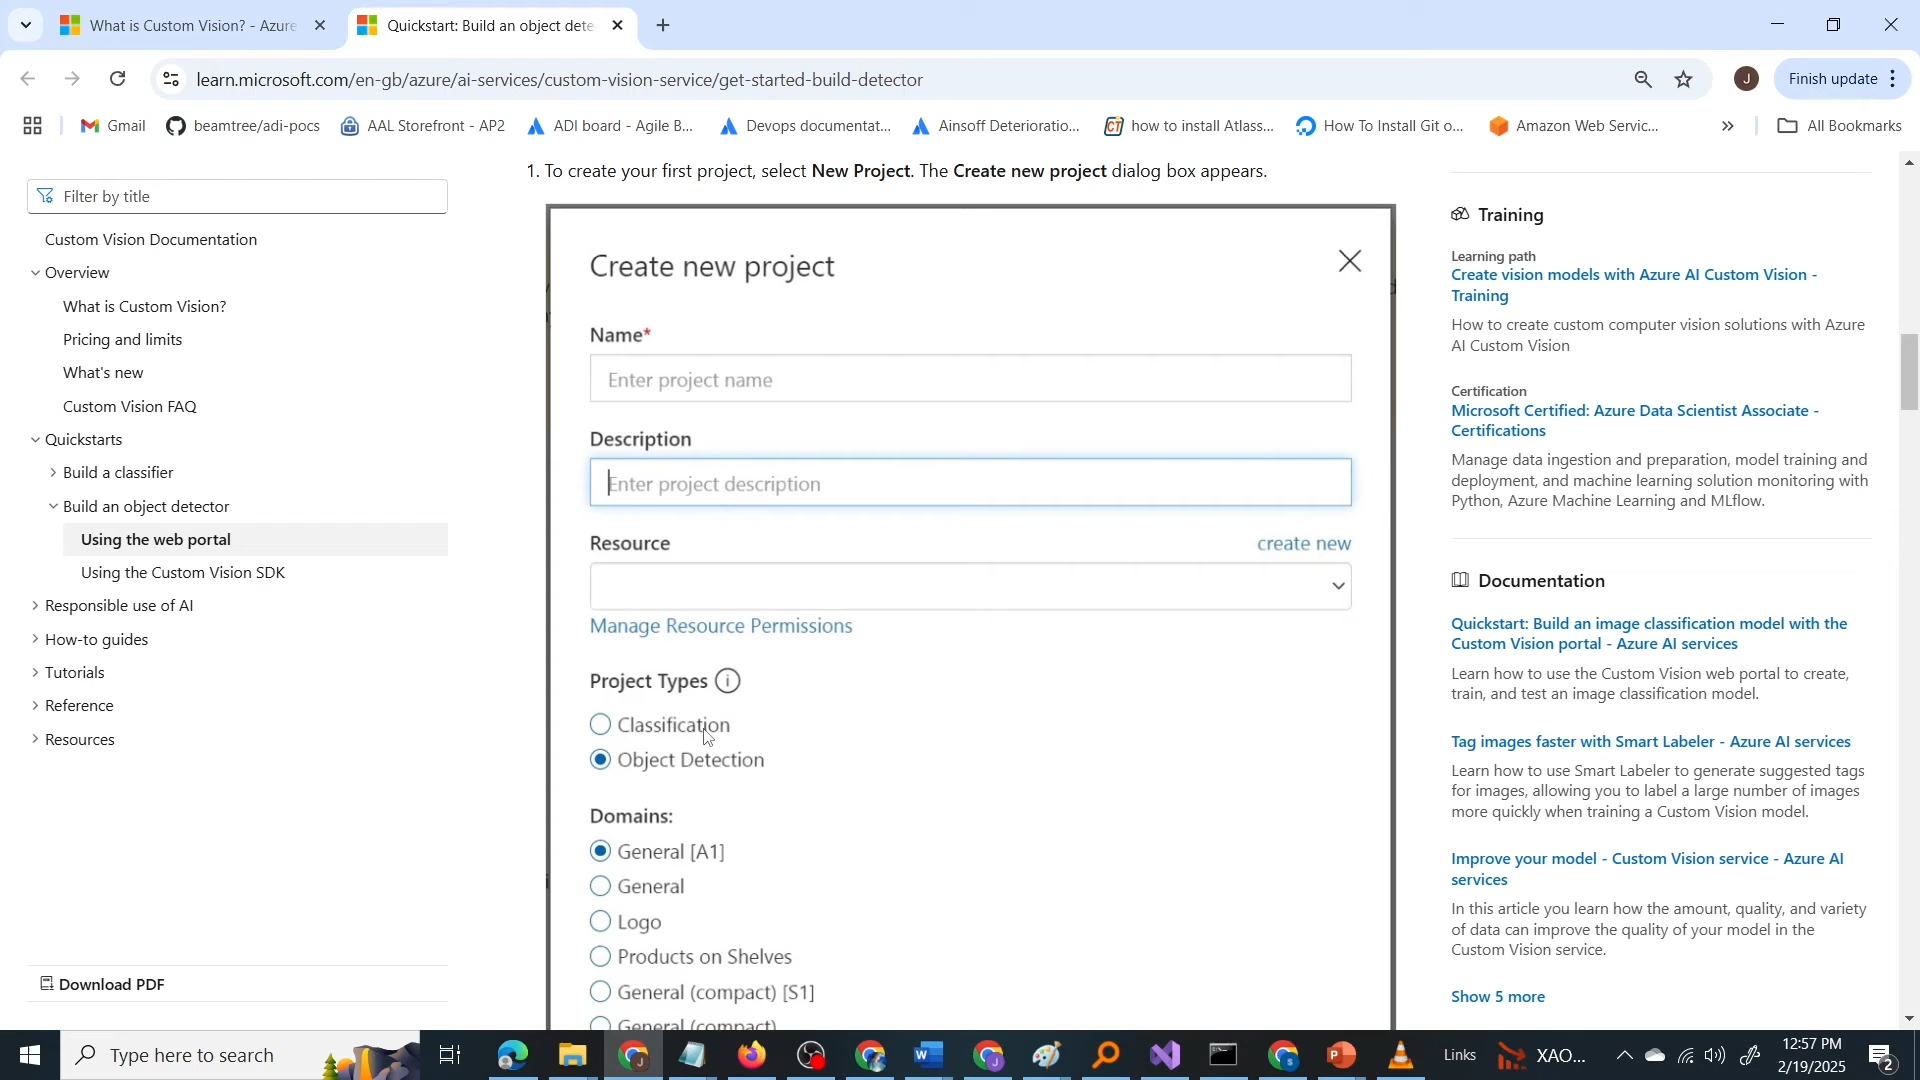 What is Custom Vision? - Azure
Quickstart: Build an object dete
learn.microsoft.com/en-gb/azure/ai-services/custom-vision-service/get-started-build-detector
J
Finish update
Gmail
beamtree/adi-pocs
AAL Storefront - AP2
ADI board - Agile B...
Devops documentat...
Ainsoff Deterioratio...
how to install Atlass...
How To Install Git o...
Amazon Web Servic...
»
All Bookmarks
Filter by title
Custom Vision Documentation
Overview
What is Custom Vision?
Pricing and limits
What's new
Custom Vision FAQ
Quickstarts
Build a classifier
Build an object detector
Using the web portal
Using the Custom Vision SDK
Responsible use of AI
How-to guides
Tutorials
Reference
Resources
Download PDF
1. To create your first project, select New Project. The Create new project dialog box appears.
Create new project
Name*
Enter project name
Description
Enter project description
Resource
create new
Manage Resource Permissions
Project Types
Classification
Object Detection
Domains:
General [A1]
General
Logo
Products on Shelves
General (compact) [S1]
General (compact)
Training
Learning path
Create vision models with Azure AI Custom Vision -
Training
How to create custom computer vision solutions with Azure
AI Custom Vision
Certification
Microsoft Certified: Azure Data Scientist Associate -
Certifications
Manage data ingestion and preparation, model training and
deployment, and machine learning solution monitoring with
Python, Azure Machine Learning and MLflow.
Documentation
Quickstart: Build an image classification model with the
Custom Vision portal - Azure AI services
Learn how to use the Custom Vision web portal to create,
train, and test an image classification model.
Tag images faster with Smart Labeler - Azure AI services
Learn how to use Smart Labeler to generate suggested tags
for images, allowing you to label a large number of images
more quickly when training a Custom Vision model.
Improve your model - Custom Vision service - Azure AI
services
In this article you learn how the amount, quality, and variety
of data can improve the quality of your model in the
Custom Vision service.
Show 5 more
Type here to search
Links
XAO...
12:57 PM
2/19/2025
2